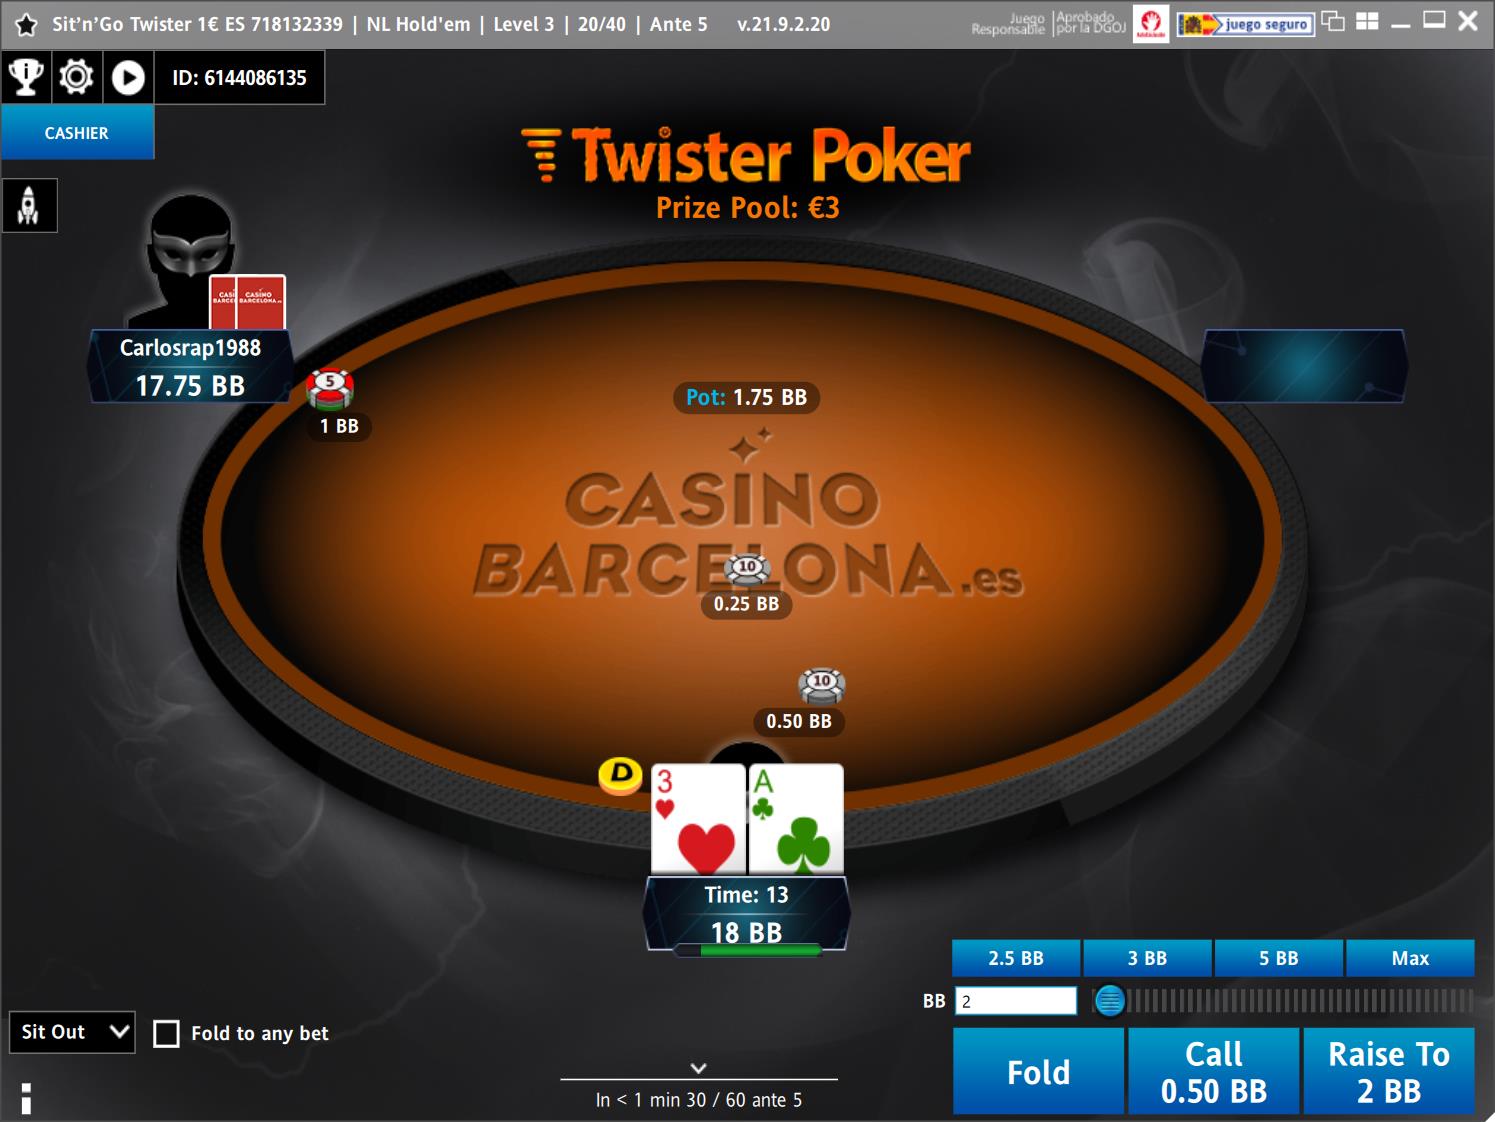 Sit'n'Go Twister 1€ ES 718132339 | NL Hold'em | Level 3 | 20/40 | Ante 5 v.21.9.2.20
Juego Responsable | Aprobado por la DGOJ
juego seguro
ID: 6144086135
CASHIER
Twister Poker
Prize Pool: €3
CASINO BARCELONA.es
Carlosrap1988
17.75 BB
5
1 BB
Pot: 1.75 BB
CASINO
BARCELONA.es
10
0.25 BB
10
0.50 BB
D
3
A
Time: 13
18 BB
2.5 BB
3 BB
5 BB
Max
BB 2
Sit Out
Fold to any bet
Fold
Call
0.50 BB
Raise To
2 BB
In < 1 min 30 / 60 ante 5